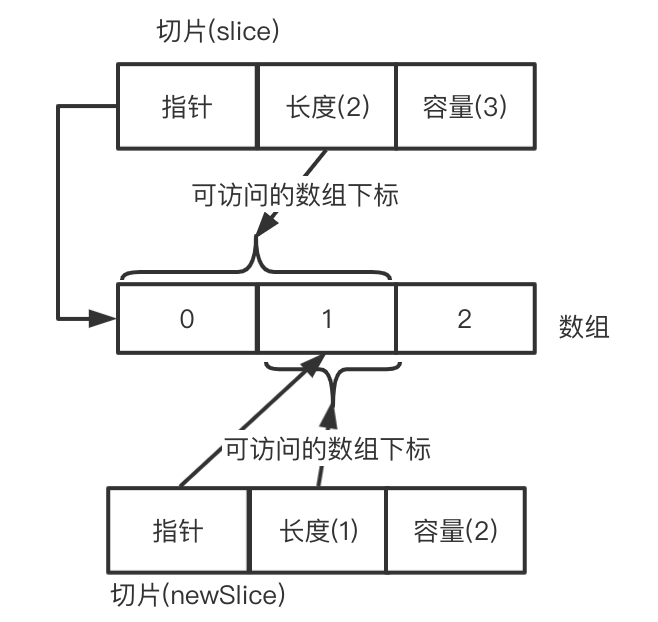 切片(slice)
指针 长度(2) 容量(3)
可访问的数组下标
0 1 2 数组
可访问的数组下标
指针 长度(1) 容量(2)
切片(newSlice)